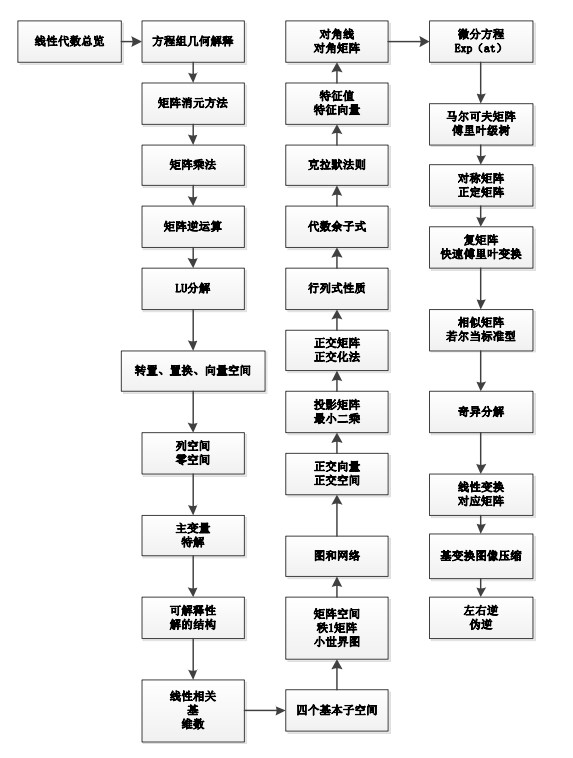 线性代数总览
方程组几何解释
矩阵消元方法
矩阵乘法
矩阵逆运算
LU分解
转置、置换、向量空间
列空间
零空间
主变量
特解
可解释性
解的结构
线性相关
基
维数
四个基本子空间
矩阵空间
秩1矩阵
小世界图
图和网络
正交向量
正交空间
投影矩阵
最小二乘
正交矩阵
正交化法
行列式性质
代数余子式
克拉默法则
特征值
特征向量
对角线
对角矩阵
微分方程
Exp（at）
马尔可夫矩阵
傅里叶级树
对称矩阵
正定矩阵
复矩阵
快速傅里叶变换
相似矩阵
若尔当标准型
奇异分解
线性变换
对应矩阵
基变换图像压缩
左右逆
伪逆